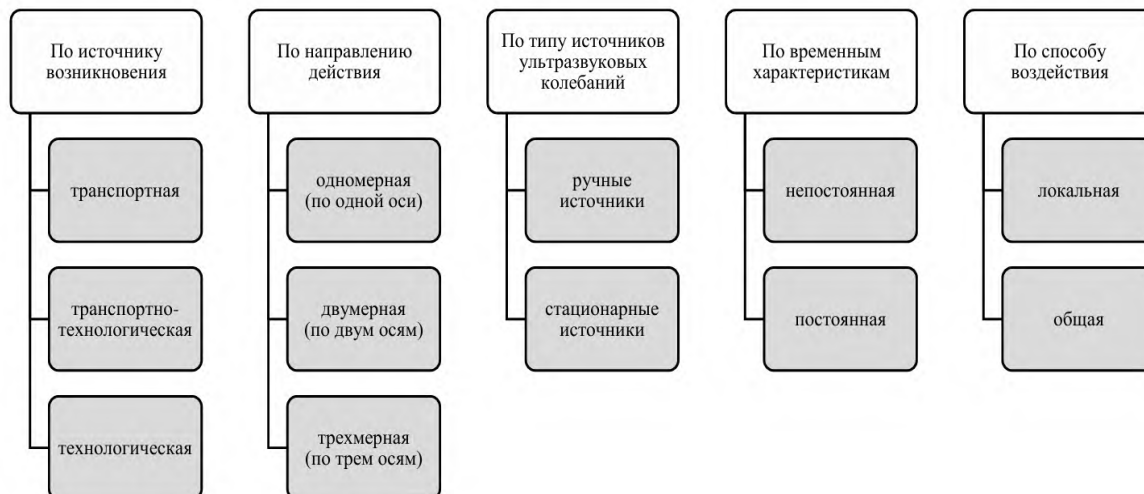 По источнику
возникновения
транспортная
транспортно-
технологическая
технологическая
По направлению
действия
одномерная
(по одной оси)
двумерная
(по двум осям)
трехмерная
(по трем осям)
По типу источников
ультразвуковых
колебаний
ручные
источники
стационарные
источники
По временным
характеристикам
непостоянная
постоянная
По способу
воздействия
локальная
общая